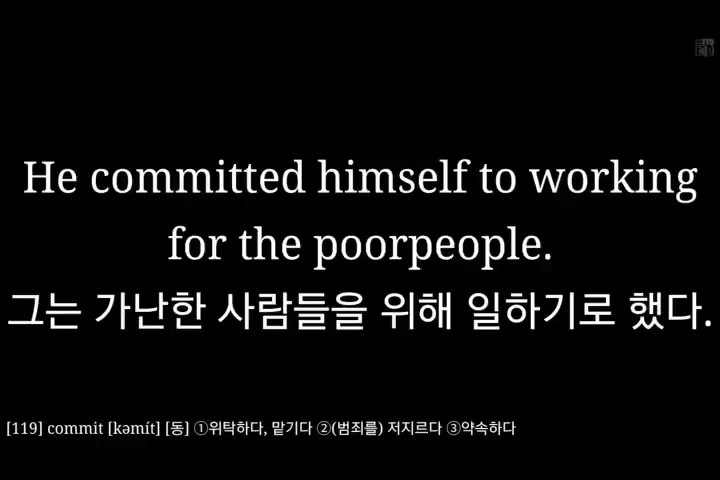 He committed himself to working
for the poorpeople.
그는 가난한 사람들을 위해 일하기로 했다.
[119] commit [kəmít] [동] ①위탁하다, 맡기다 ②(범죄를) 저지르다 ③약속하다